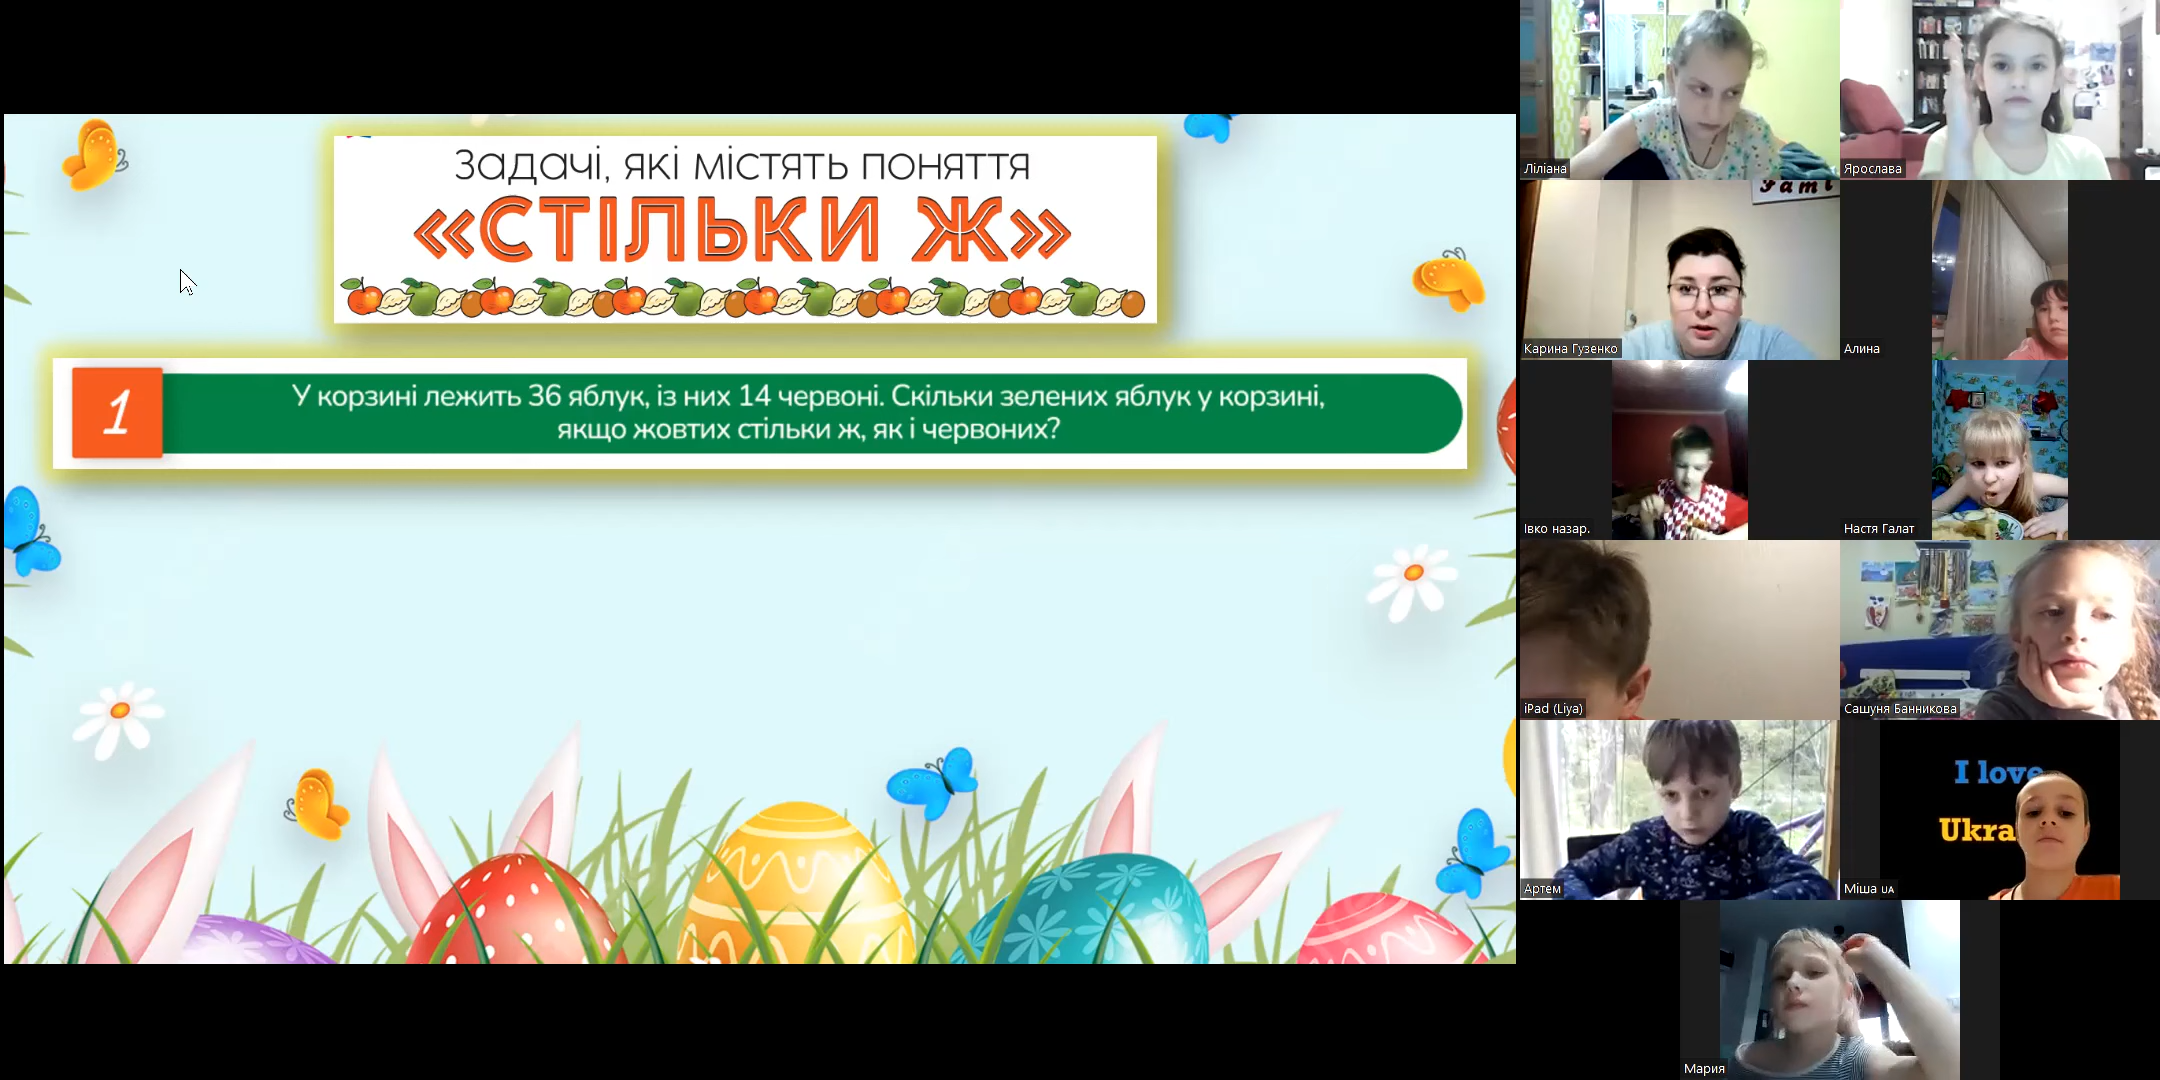 Задачі, які містять поняття
«СТІЛЬКИ Ж»
1
У корзині лежить 36 яблук, із них 14 червоні. Скільки зелених яблук у корзині,
якщо жовтих стільки ж, як і червоних?
Ліліана
Ярослава
Fami
Карина Гузенко
Алина
Івко назар.
Настя Галат
iPad (Liya)
Сашуня Банникова
I love
Ukra
Артем
Міша UA
Мария